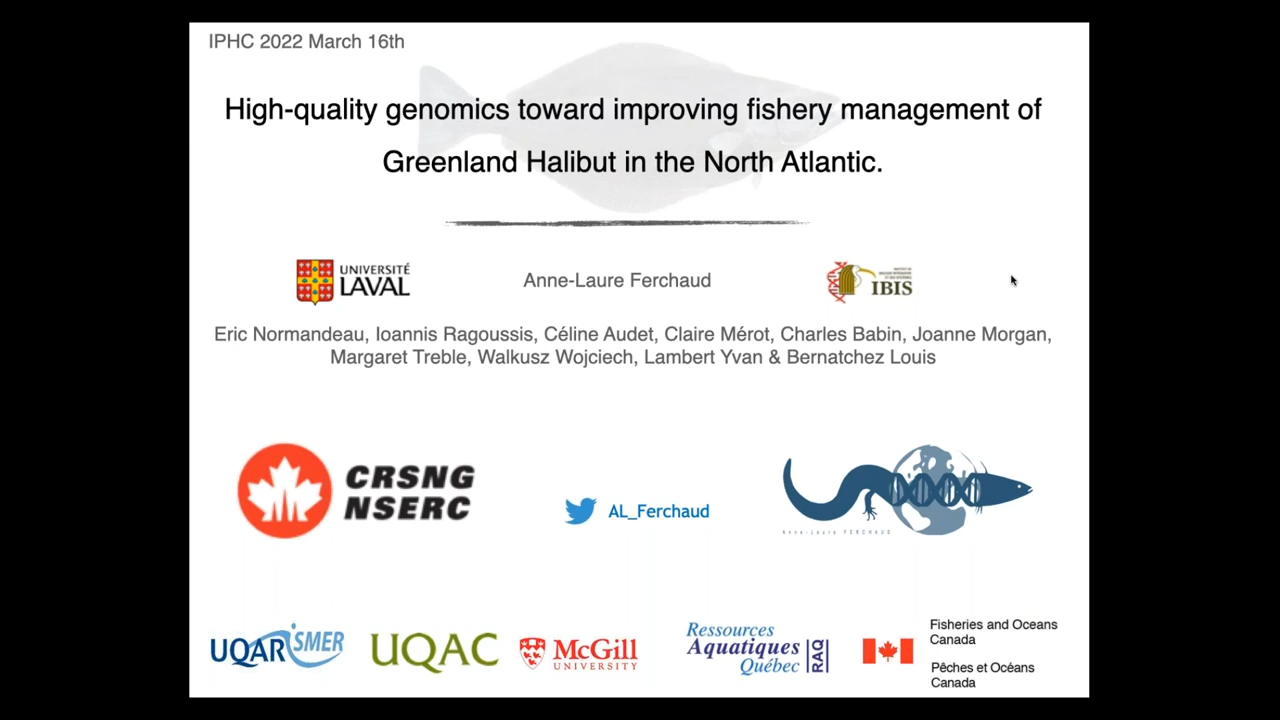 IPHC 2022 March 16th
High-quality genomics toward improving fishery management of
Greenland Halibut in the North Atlantic.
UNIVERSITÉ
LAVAL
Anne-Laure Ferchaud
IBIS
Eric Normandeau, Ioannis Ragoussis, Céline Audet, Claire Mérot, Charles Babin, Joanne Morgan,
Margaret Treble, Walkusz Wojciech, Lambert Yvan & Bernatchez Louis
CRSNG
NSERC
AL_Ferchaud
Anne-Laure FERCHAUD
UQAR ISMER
UQAC
McGill
UNIVERSITY
Ressources
Aquatiques
Québec
RAQ
Fisheries and Oceans
Canada
Pêches et Océans
Canada